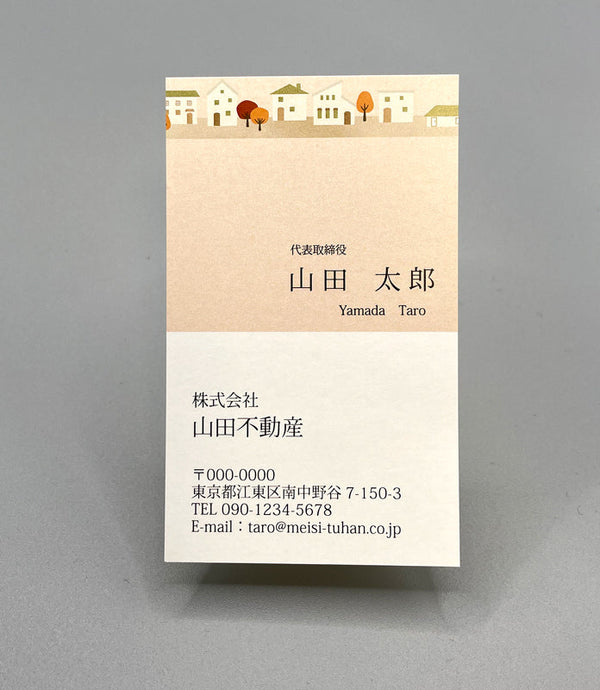 代表取締役
山田　太郎
Yamada　Taro
株式会社
山田不動産
〒000-0000
東京都江東区南中野谷 7-150-3
TEL 090-1234-5678
E-mail：taro@meisi-tuhan.co.jp